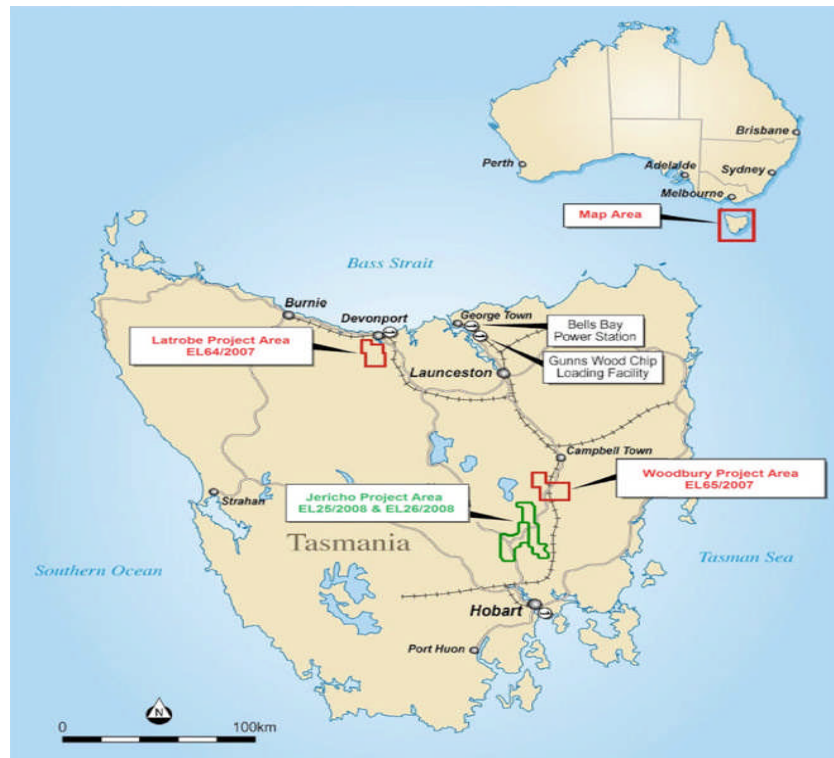 Brisbane
Perth
Adelaide
Sydney
Melbourne
Map Area
Bass Strait
Burnie
Devonport
George Town
Latrobe Project Area
EL64/2007
Bells Bay
Power Station
Gunns Wood Chip
Loading Facility
Launceston
Campbell Town
Woodbury Project Area
EL65/2007
Strahan
Jericho Project Area
EL25/2008 & EL26/2008
Tasmania
Southern Ocean
Tasman Sea
Hobart
Port Huon
N
0 100km